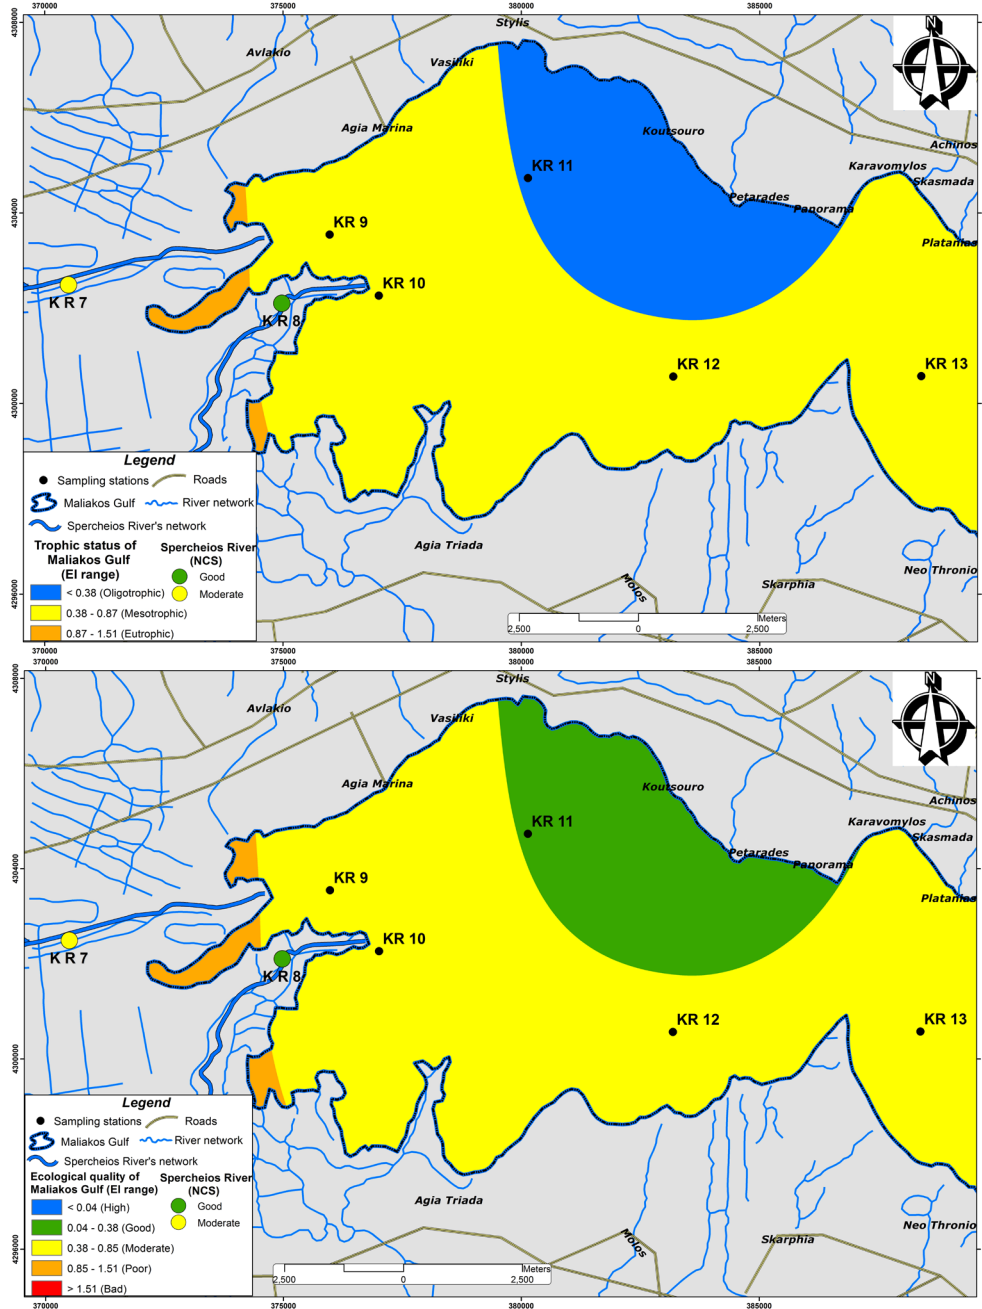 370000 375000 380000 385000
4308000
Stylis
Avlakio
Vasiliki
N
Agia Marina
Koutsouro
Achinos
KR 11
Karavomylos
Skasmada
Petarades
4304000
Panorama
KR 9
Platanias
KR 10
K R 7
K R 8
KR 12
KR 13
4300000
Legend
Sampling stations
Roads
Maliakos Gulf
River network
Spercheios River's network
Trophic status of
Maliakos Gulf
(EI range)
< 0.38 (Oligotrophic)
0.38 - 0.87 (Mesotrophic)
0.87 - 1.51 (Eutrophic)
Spercheios River
(NCS)
Good
Moderate
Agia Triada
4296000
Molos
Skarphia
Neo Thronio
Meters
2,500 0 2,500
370000 375000 380000 385000
4308000
Stylis
Avlakio
Vasiliki
N
Agia Marina
Koutsouro
Achinos
KR 11
Karavomylos
Skasmada
Petarades
4304000
Panorama
KR 9
Platanias
KR 10
K R 7
K R 8
KR 12
KR 13
4300000
Legend
Sampling stations
Roads
Maliakos Gulf
River network
Spercheios River's network
Ecological quality of
Maliakos Gulf (EI range)
< 0.04 (High)
0.04 - 0.38 (Good)
0.38 - 0.85 (Moderate)
0.85 - 1.51 (Poor)
> 1.51 (Bad)
Spercheios River
(NCS)
Good
Moderate
Agia Triada
4296000
Molos
Skarphia
Neo Thronio
Meters
2,500 0 2,500